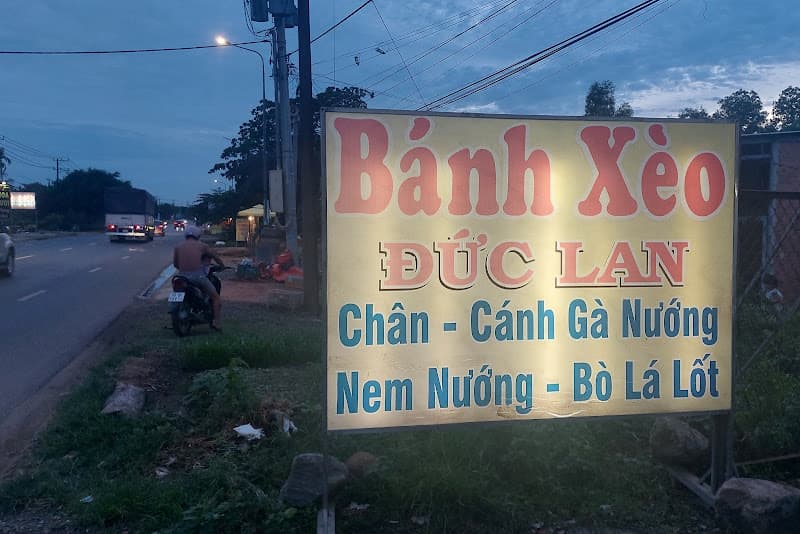 Bánh Xèo
ĐỨC LAN
Chân - Cánh Gà Nướng
Nem Nướng - Bò Lá Lốt